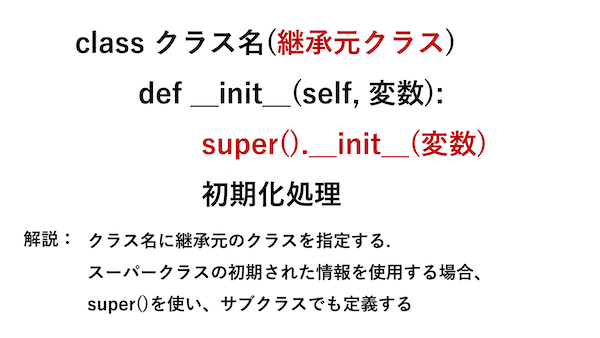 class クラス名(継承元クラス)
def __init__(self, 変数):
super().__init__(変数)
初期化処理
解説： クラス名に継承元のクラスを指定する.
スーパークラスの初期された情報を使用する場合、
super()を使い、サブクラスでも定義する